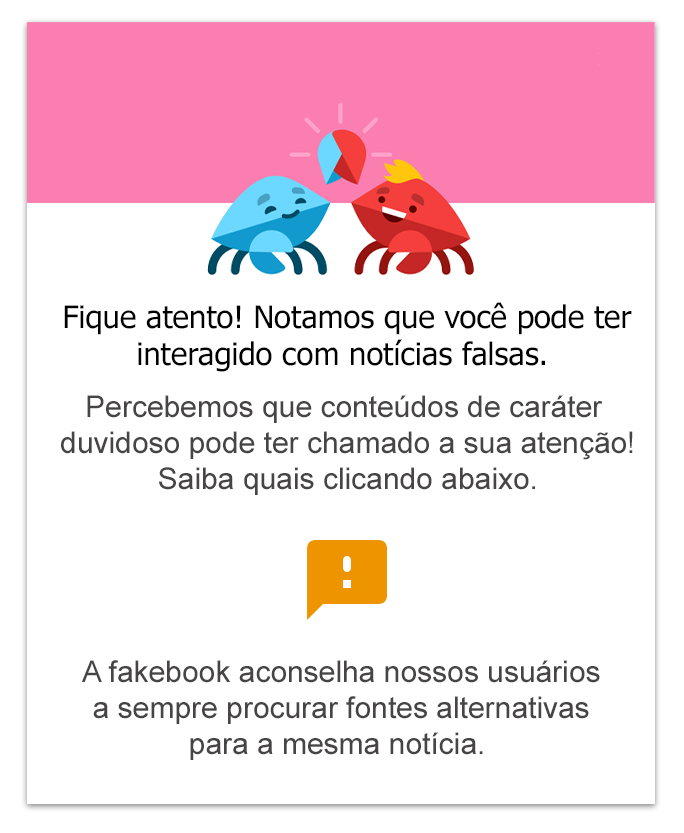 Fique atento! Notamos que você pode ter
interagido com notícias falsas.
Percebemos que conteúdos de caráter
duvidoso pode ter chamado a sua atenção!
Saiba quais clicando abaixo.
!
A fakebook aconselha nossos usuários
a sempre procurar fontes alternativas
para a mesma notícia.